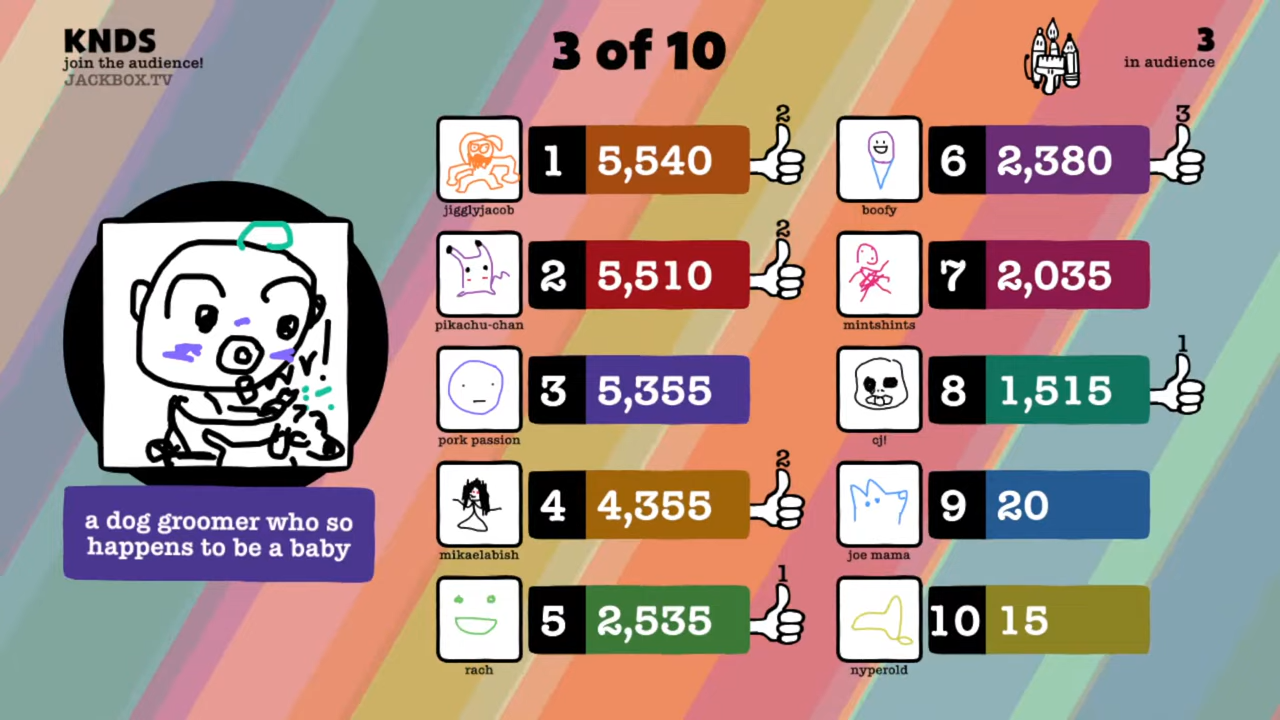 KNDS
join the audience!
JACKBOX.TV
3 of 10
3
in audience
a dog groomer who so
happens to be a baby
1 5,540 2
jigglyjacob
2 5,510 2
pikachu-chan
3 5,355
pork passion
4 4,355 2
mikaelabish
5 2,535 1
rach
6 2,380 3
boofy
7 2,035
mintshints
8 1,515 1
cj!
9 20
joe mama
10 15
nyperold